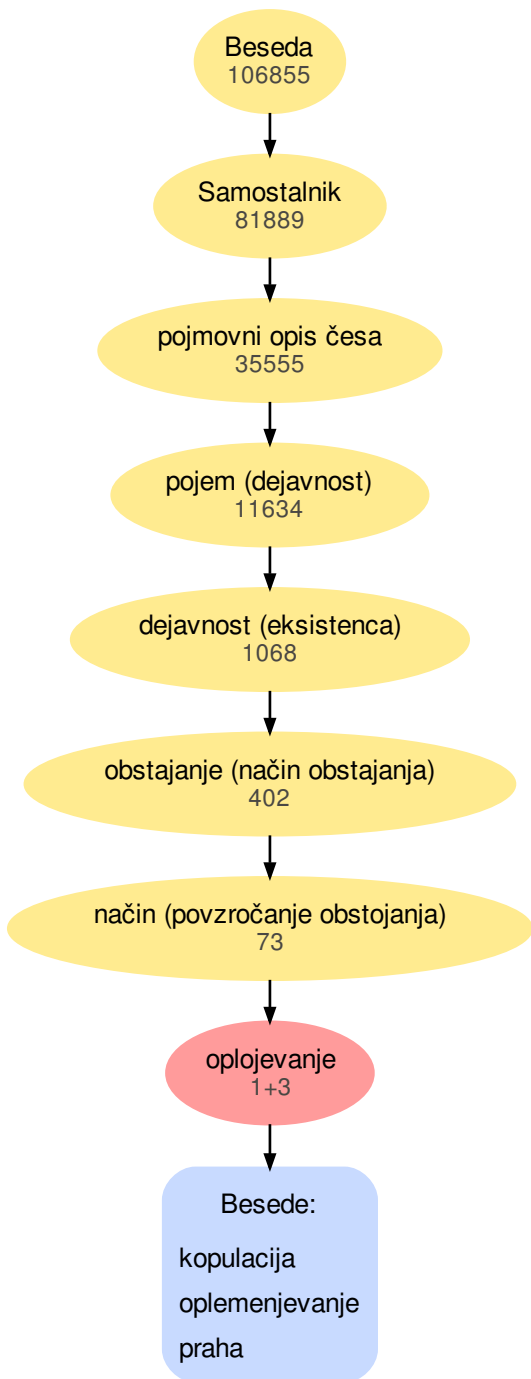 Beseda
106855
Samostalnik
81889
pojmovni opis česa
35555
pojem (dejavnost)
11634
dejavnost (eksistenca)
1068
obstajanje (način obstajanja)
402
način (povzročanje obstojanja)
73
oplojevanje
1+3
Besede:
kopulacija
oplemenjevanje
praha